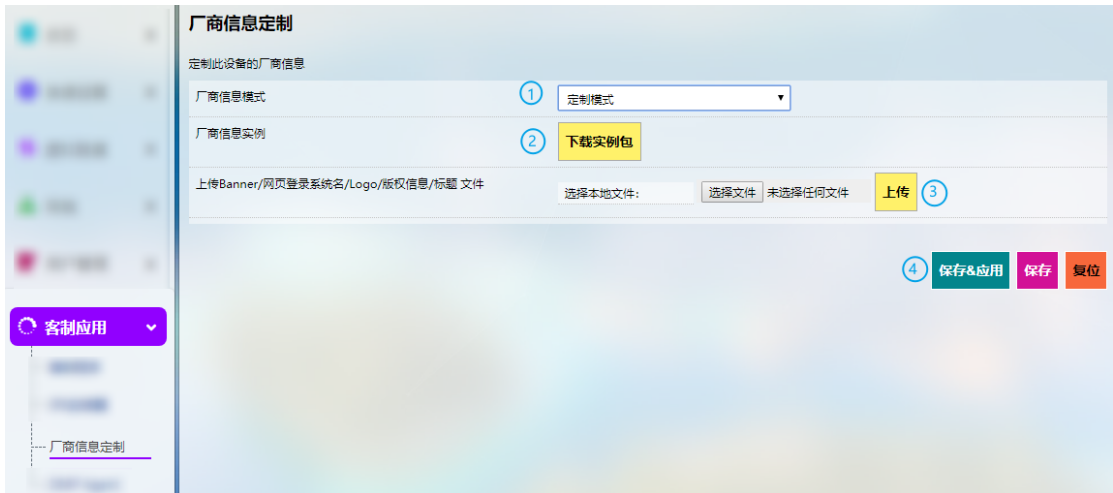 厂商信息定制
定制此设备的厂商信息
厂商信息模式
1
定制模式
厂商信息实例
2
下载实例包
上传Banner/网页登录系统名/Logo/版权信息/标题 文件
选择本地文件:
选择文件 未选择任何文件
上传
3
4
保存&应用
保存
复位
客制应用
厂商信息定制